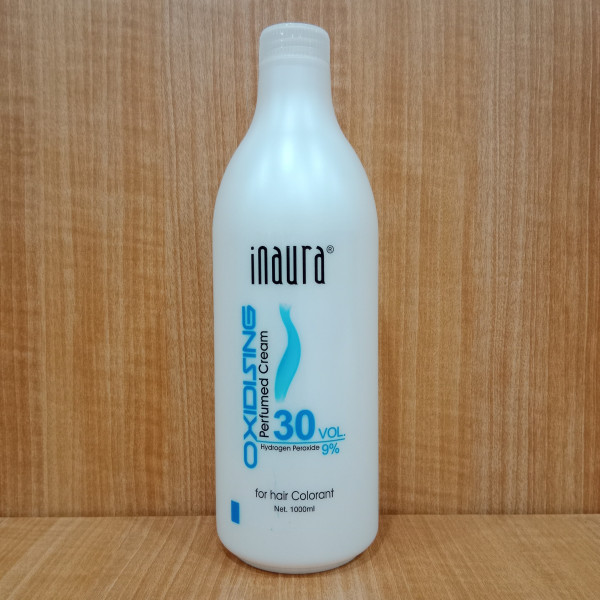 inaura®
OXIDISING
Perfumed Cream
30 VOL.
Hydrogen Peroxide 9%
for hair Colorant
Net. 1000ml